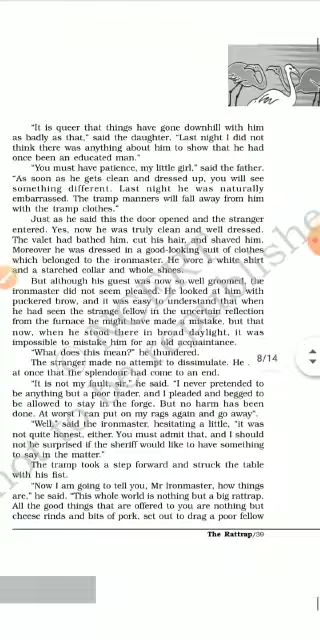 "It is queer that things have gone downhill with him
as badly as that," said the daughter. "Last night I did not
think there was anything about him to show that he had
once been an educated man."
"You must have patience, my little girl," said the father.
"As soon as he gets clean and dressed up, you will see
something different. Last night he was naturally
embarrassed. The tramp manners will fall away from him
with the tramp clothes."
Just as he said this the door opened and the stranger
entered. Yes, now he was truly clean and well dressed.
The valet had bathed him, cut his hair, and shaved him.
Moreover he was dressed in a good-looking suit of clothes
which belonged to the ironmaster. He wore a white shirt
and a starched collar and whole shoes.
But although his guest was now so well groomed, the
ironmaster did not seem pleased. He looked at him with
puckered brow, and it was easy to understand that when
he had seen the strange fellow in the uncertain reflection
from the furnace he might have made a mistake, but that
now, when he stood there in broad daylight, it was
impossible to mistake him for an old acquaintance.
"What does this mean?" he thundered.
The stranger made no attempt to dissimulate. He
at once that the splendour had come to an end.
"It is not my fault, sir," he said. "I never pretended to
be anything but a poor trader, and I pleaded and begged to
be allowed to stay in the forge. But no harm has been
done. At worst I can put on my rags again and go away".
"Well," said the ironmaster, hesitating a little, "it was
not quite honest, either. You must admit that, and I should
not be surprised if the sheriff would like to have something
to say in the matter."
The tramp took a step forward and struck the table
with his fist.
"Now I am going to tell you, Mr Ironmaster, how things
are," he said. "This whole world is nothing but a big rattrap.
All the good things that are offered to you are nothing but
cheese rinds and bits of pork, set out to drag a poor fellow
The Rattrap/39
8/14